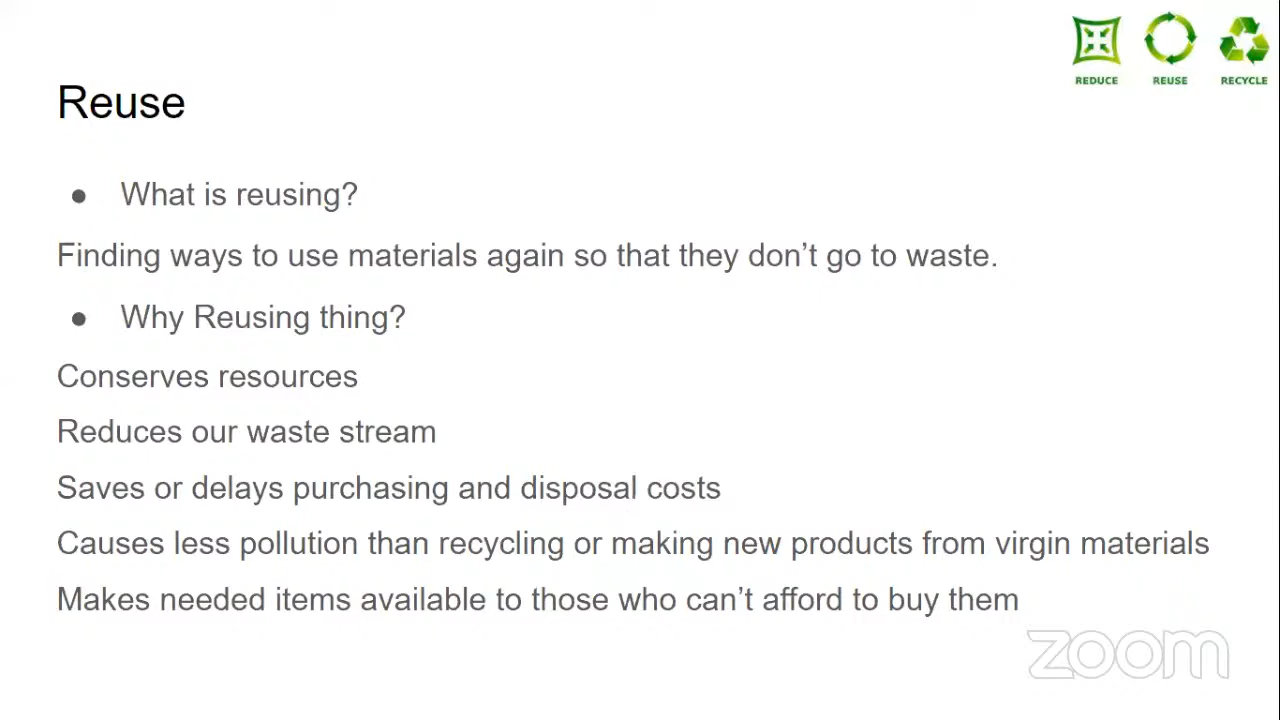 REDUCE REUSE RECYCLE
Reuse
● What is reusing?
Finding ways to use materials again so that they don’t go to waste.
● Why Reusing thing?
Conserves resources
Reduces our waste stream
Saves or delays purchasing and disposal costs
Causes less pollution than recycling or making new products from virgin materials
Makes needed items available to those who can’t afford to buy them
zoom